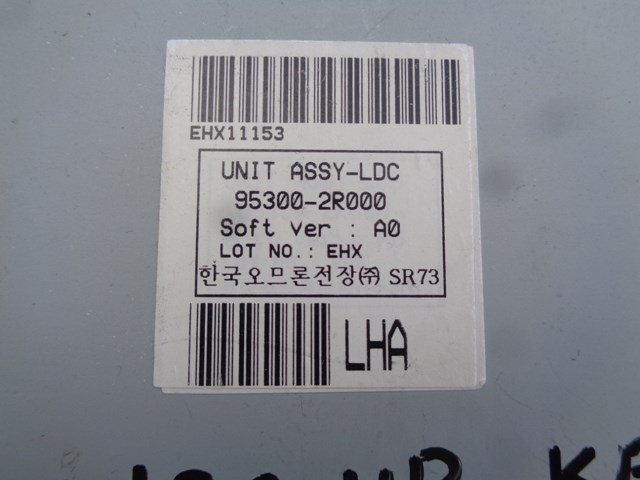 EHX11153
UNIT ASSY-LDC
95300-2R000
Soft Ver : A0
LOT NO.: EHX
한국오므론전장㈜ SR73
LHA